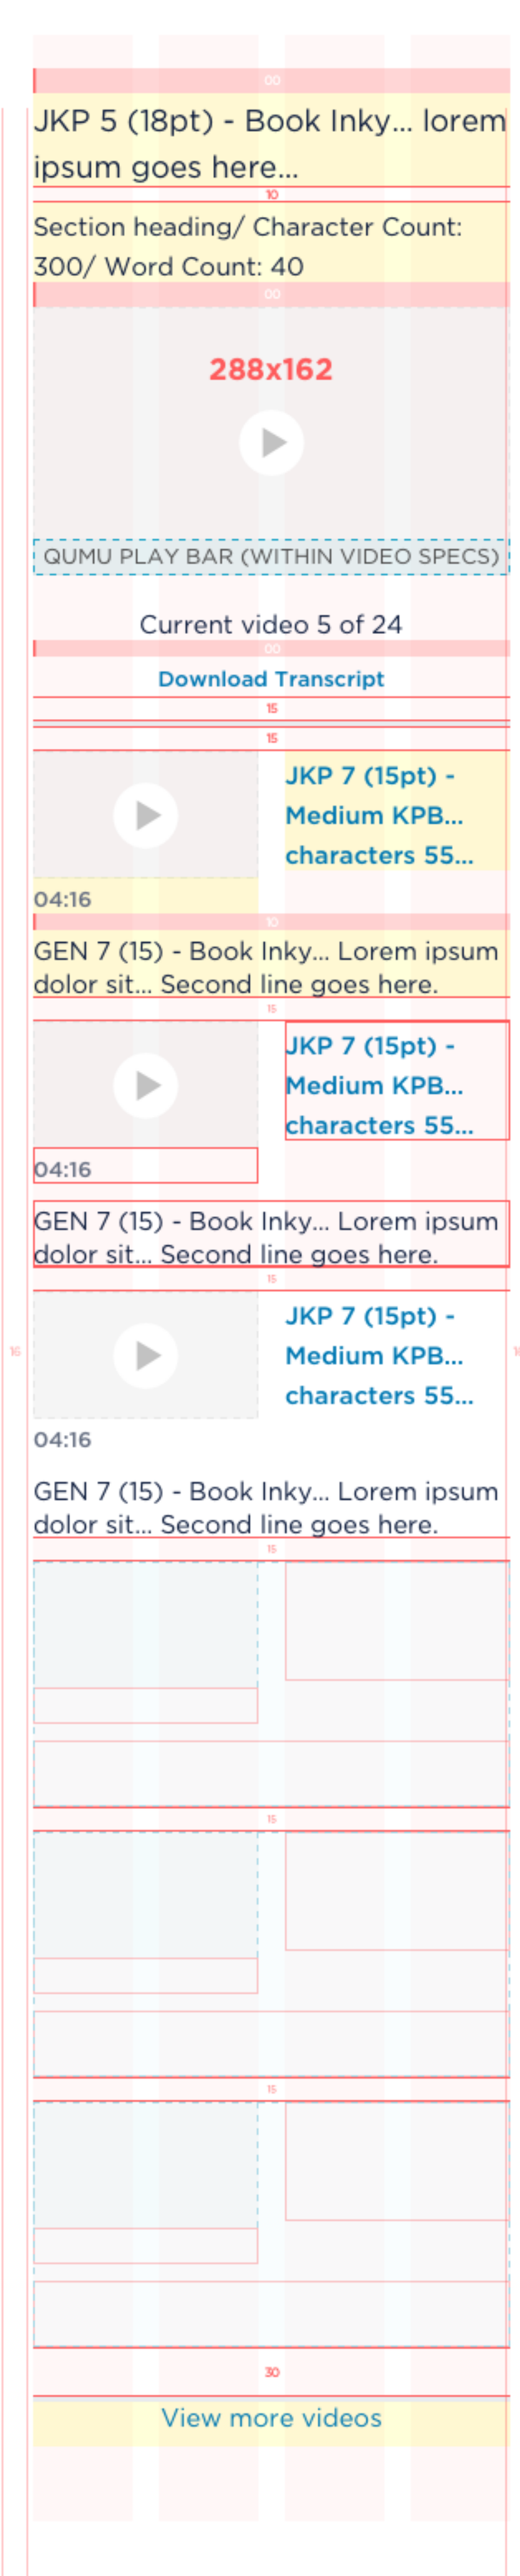 00
JKP 5 (18pt) - Book Inky... lorem
ipsum goes here...
10
Section heading/ Character Count:
300/ Word Count: 40
00
288x162
QUMU PLAY BAR (WITHIN VIDEO SPECS)
Current video 5 of 24
00
Download Transcript
15
15
JKP 7 (15pt) -
Medium KPB...
characters 55...
04:16
10
GEN 7 (15) - Book Inky... Lorem ipsum
dolor sit... Second line goes here.
15
JKP 7 (15pt) -
Medium KPB...
characters 55...
04:16
GEN 7 (15) - Book Inky... Lorem ipsum
dolor sit... Second line goes here.
15
JKP 7 (15pt) -
16
Medium KPB...
characters 55...
04:16
GEN 7 (15) - Book Inky... Lorem ipsum
dolor sit... Second line goes here.
15
15
15
30
View more videos